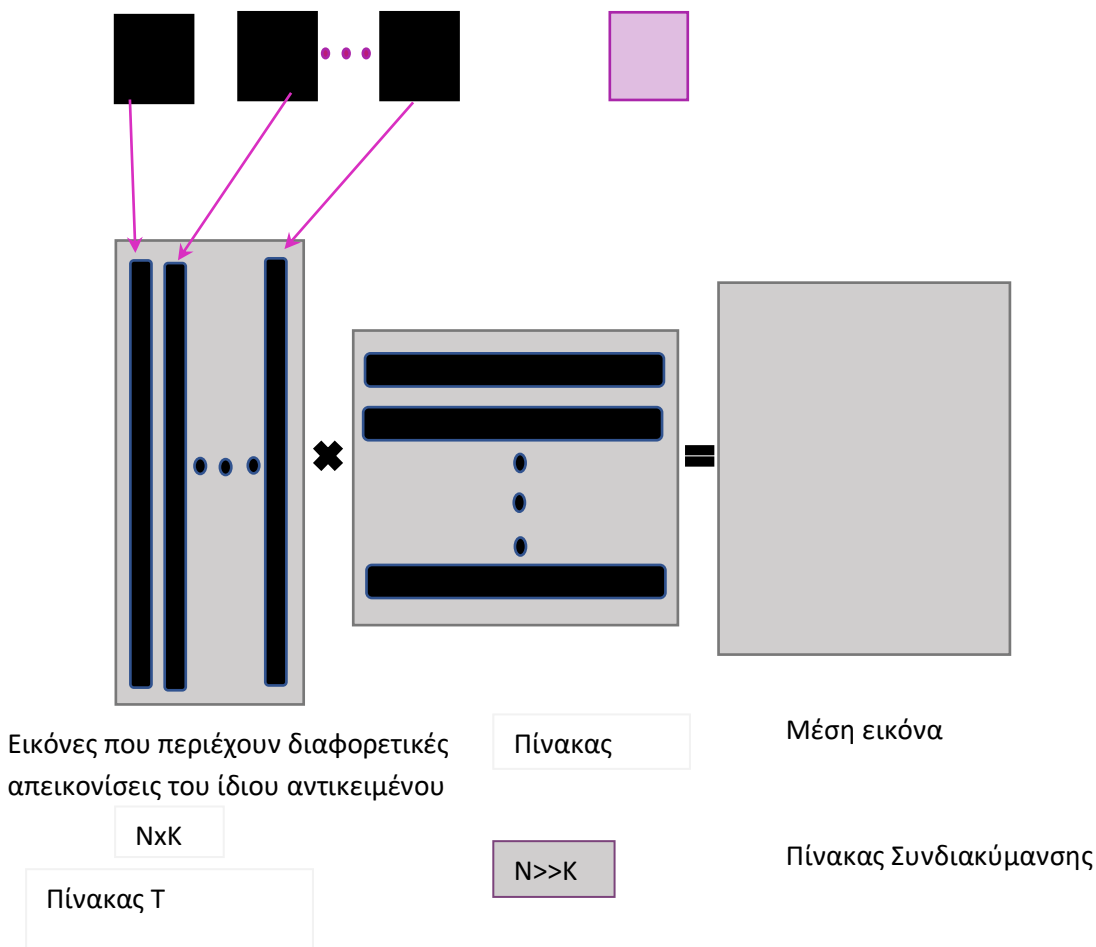 Εικόνες που περιέχουν διαφορετικές
απεικονίσεις του ίδιου αντικειμένου
NxK
Πίνακας Τ
Πίνακας
N>>K
Μέση εικόνα
Πίνακας Συνδιακύμανσης